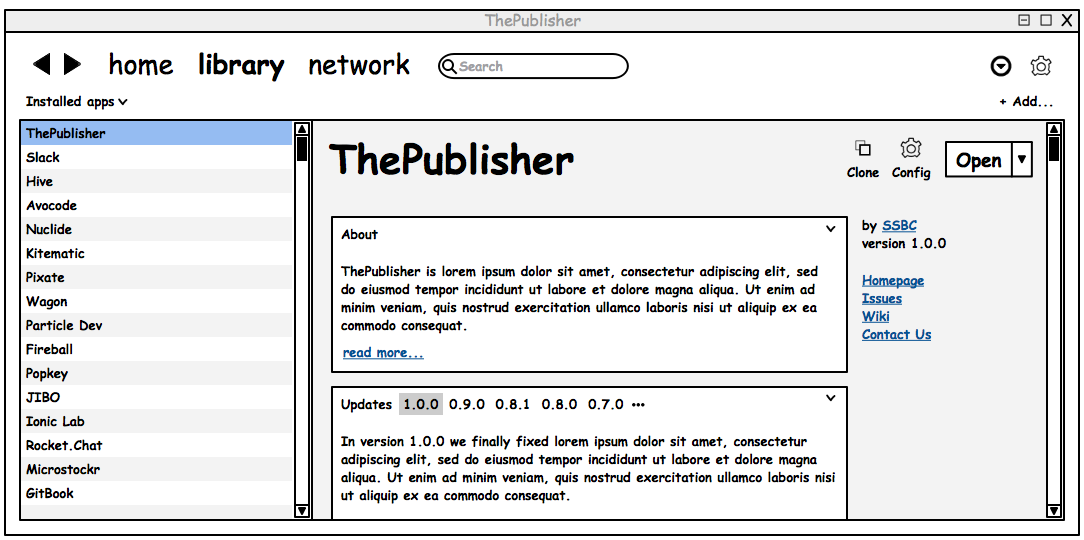 ThePublisher
home library network Search
Installed apps + Add...
ThePublisher
Slack
Hive
Avocode
Nuclide
Kitematic
Pixate
Wagon
Particle Dev
Fireball
Popkey
JIBO
Ionic Lab
Rocket.Chat
Microstockr
GitBook
ThePublisher
Clone Config Open
About
ThePublisher is lorem ipsum dolor sit amet, consectetur adipiscing elit, sed
do eiusmod tempor incididunt ut labore et dolore magna aliqua. Ut enim ad
minim veniam, quis nostrud exercitation ullamco laboris nisi ut aliquip ex ea
commodo consequat.
read more...
Updates 1.0.0 0.9.0 0.8.1 0.8.0 0.7.0 •••
In version 1.0.0 we finally fixed lorem ipsum dolor sit amet, consectetur
adipiscing elit, sed do eiusmod tempor incididunt ut labore et dolore magna
aliqua. Ut enim ad minim veniam, quis nostrud exercitation ullamco laboris nisi
ut aliquip ex ea commodo consequat.
by SSBC
version 1.0.0
Homepage
Issues
Wiki
Contact Us